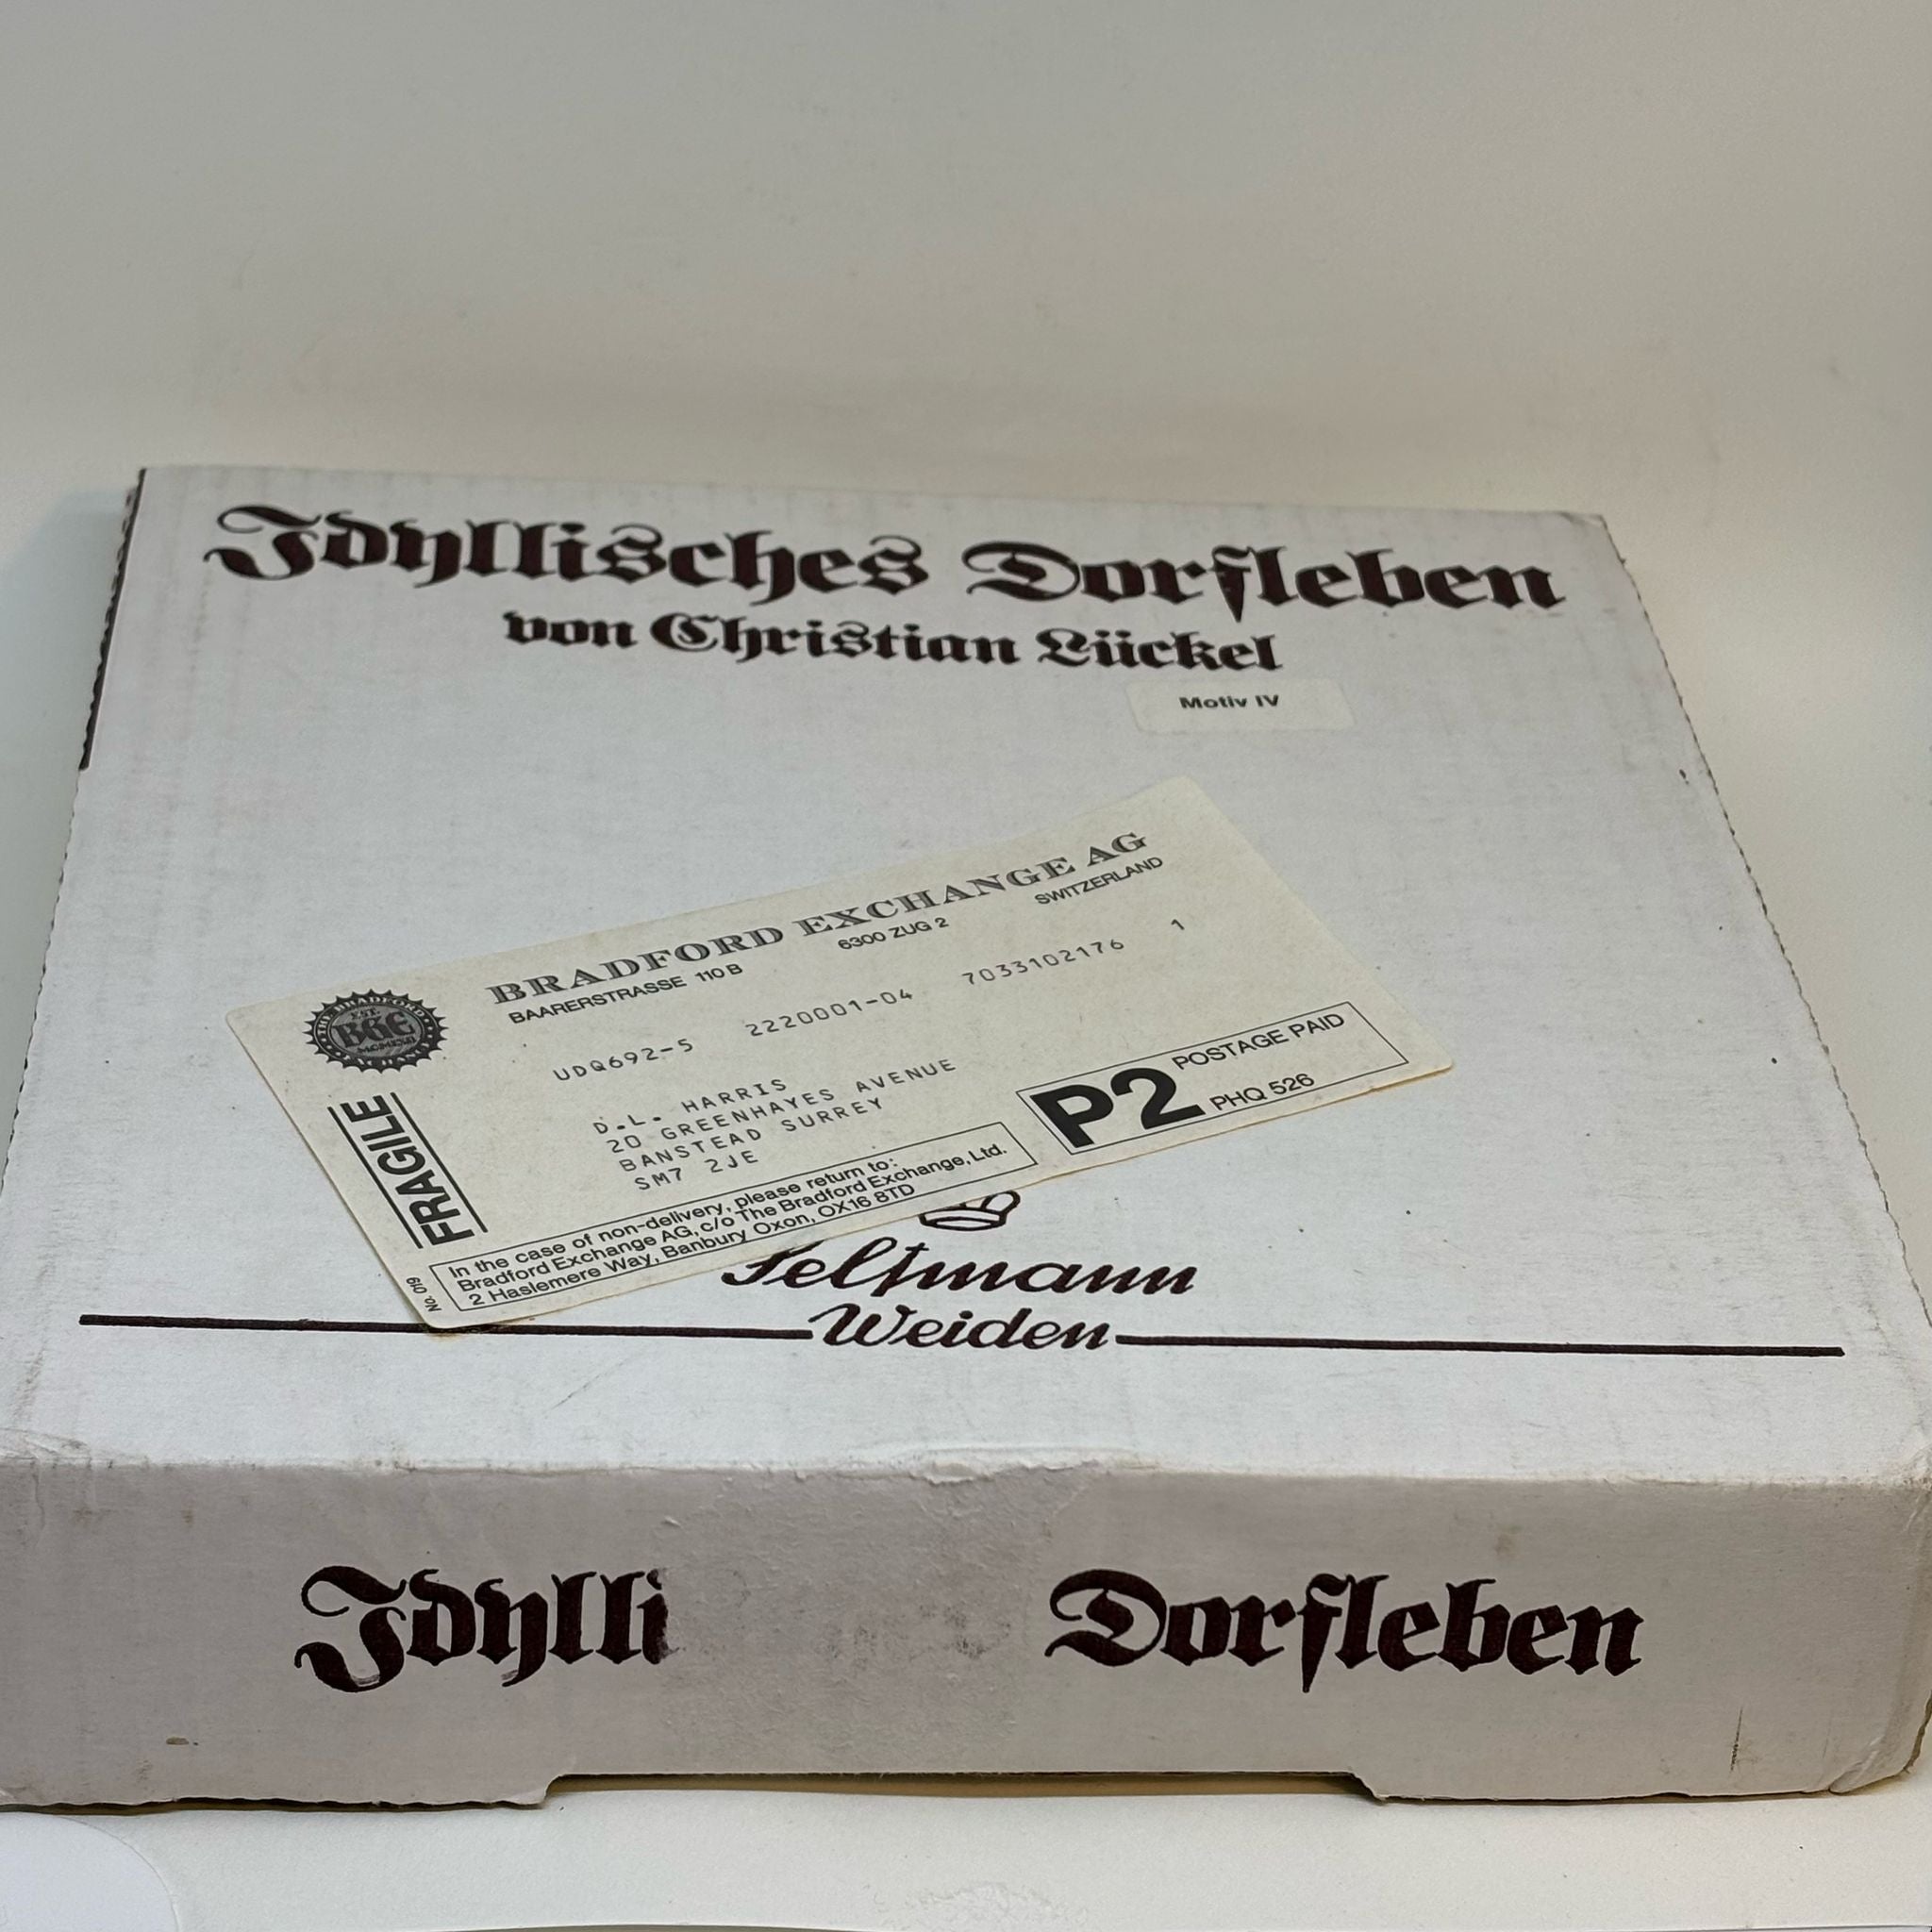 Idyllisches Dorfleben
von Christian Lückel
Motiv IV
BRADFORD EXCHANGE AG
BAARERSTRASSE 110B 6300 ZUG 2 SWITZERLAND
UDQ692-5 2220001-04 7033102176 1
D.L. HARRIS
20 GREENHAYES AVENUE
BANSTEAD SURREY
SM7 2JE
B&E
FRAGILE
P2 POSTAGE PAID
PHQ 526
In the case of non-delivery, please return to:
Bradford Exchange AG, c/o The Bradford Exchange, Ltd.
2 Haslemere Way, Banbury Oxon, OX16 8TD
No. 019
Seltmann
Weiden
Idylli Dorfleben